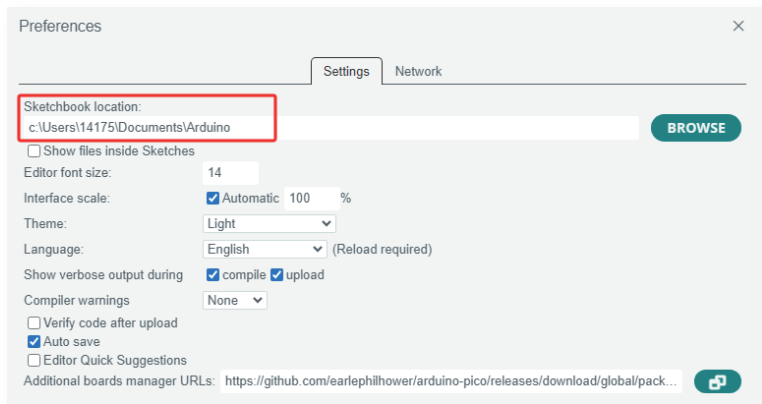 Preferences
Settings Network
Sketchbook location:
c:\Users\14175\Documents\Arduino
BROWSE
Show files inside Sketches
Editor font size: 14
Interface scale: Automatic 100 %
Theme: Light
Language: English (Reload required)
Show verbose output during compile upload
Compiler warnings None
Verify code after upload
Auto save
Editor Quick Suggestions
Additional boards manager URLs: https://github.com/earlephilhower/arduino-pico/releases/download/global/pack...